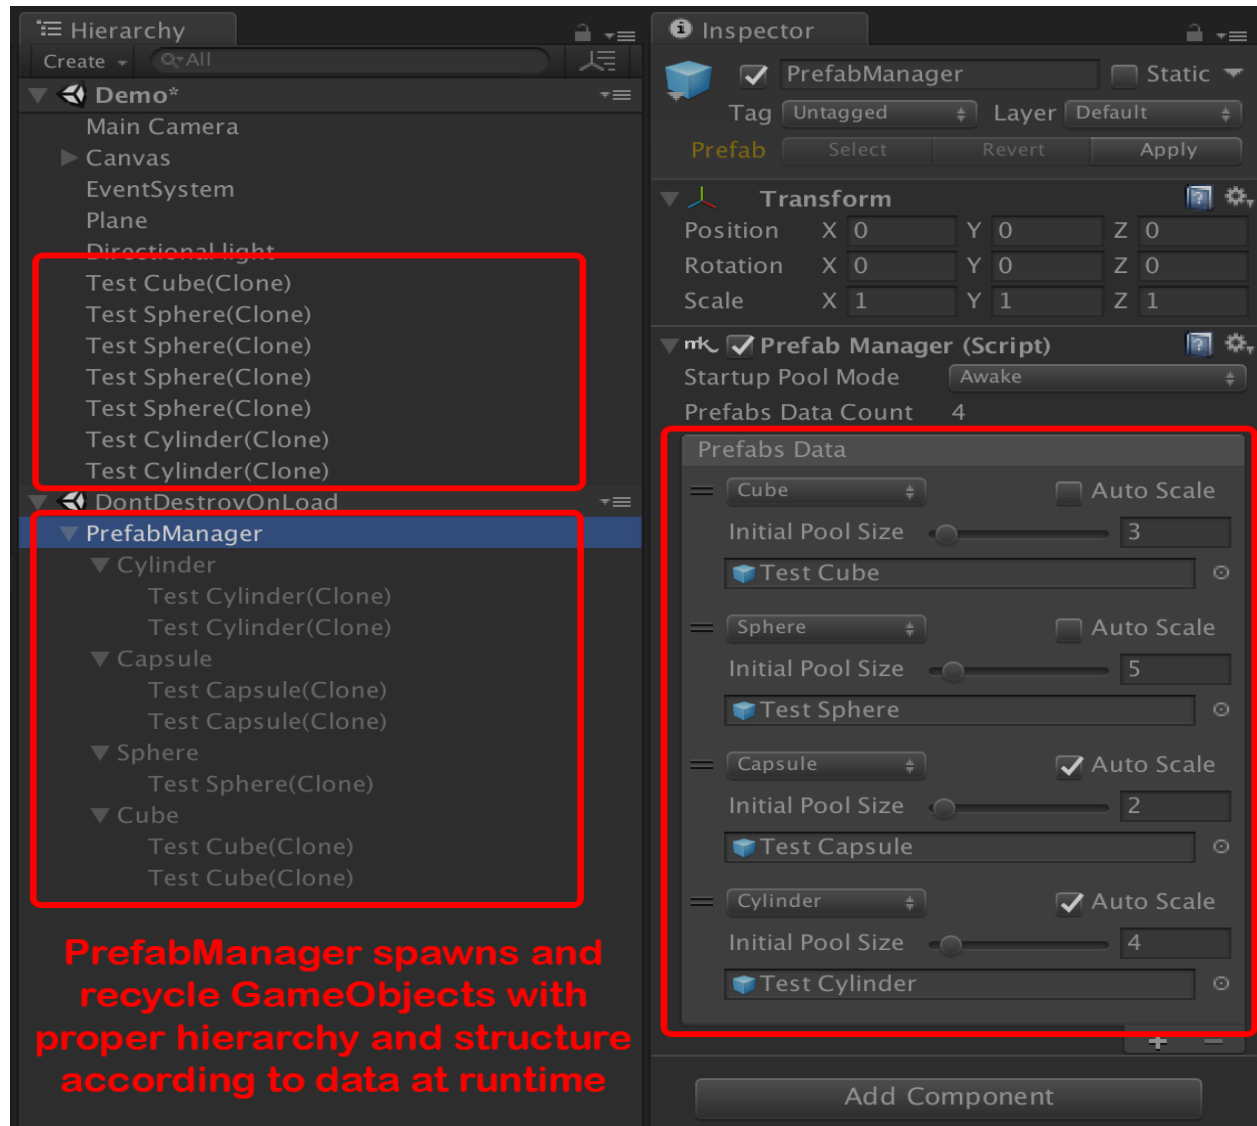 Hierarchy
Create All
Demo*
Main Camera
Canvas
EventSystem
Plane
Directional light
Test Cube(Clone)
Test Sphere(Clone)
Test Sphere(Clone)
Test Sphere(Clone)
Test Sphere(Clone)
Test Cylinder(Clone)
Test Cylinder(Clone)
DontDestroyOnLoad
PrefabManager
Cylinder
Test Cylinder(Clone)
Test Cylinder(Clone)
Capsule
Test Capsule(Clone)
Test Capsule(Clone)
Sphere
Test Sphere(Clone)
Cube
Test Cube(Clone)
Test Cube(Clone)
PrefabManager spawns and
recycle GameObjects with
proper hierarchy and structure
according to data at runtime
Inspector
PrefabManager Static
Tag Untagged Layer Default
Prefab Select Revert Apply
Transform
Position X 0 Y 0 Z 0
Rotation X 0 Y 0 Z 0
Scale X 1 Y 1 Z 1
mk Prefab Manager (Script)
Startup Pool Mode Awake
Prefabs Data Count 4
Prefabs Data
Cube Auto Scale
Initial Pool Size 3
Test Cube
Sphere Auto Scale
Initial Pool Size 5
Test Sphere
Capsule Auto Scale
Initial Pool Size 2
Test Capsule
Cylinder Auto Scale
Initial Pool Size 4
Test Cylinder
Add Component